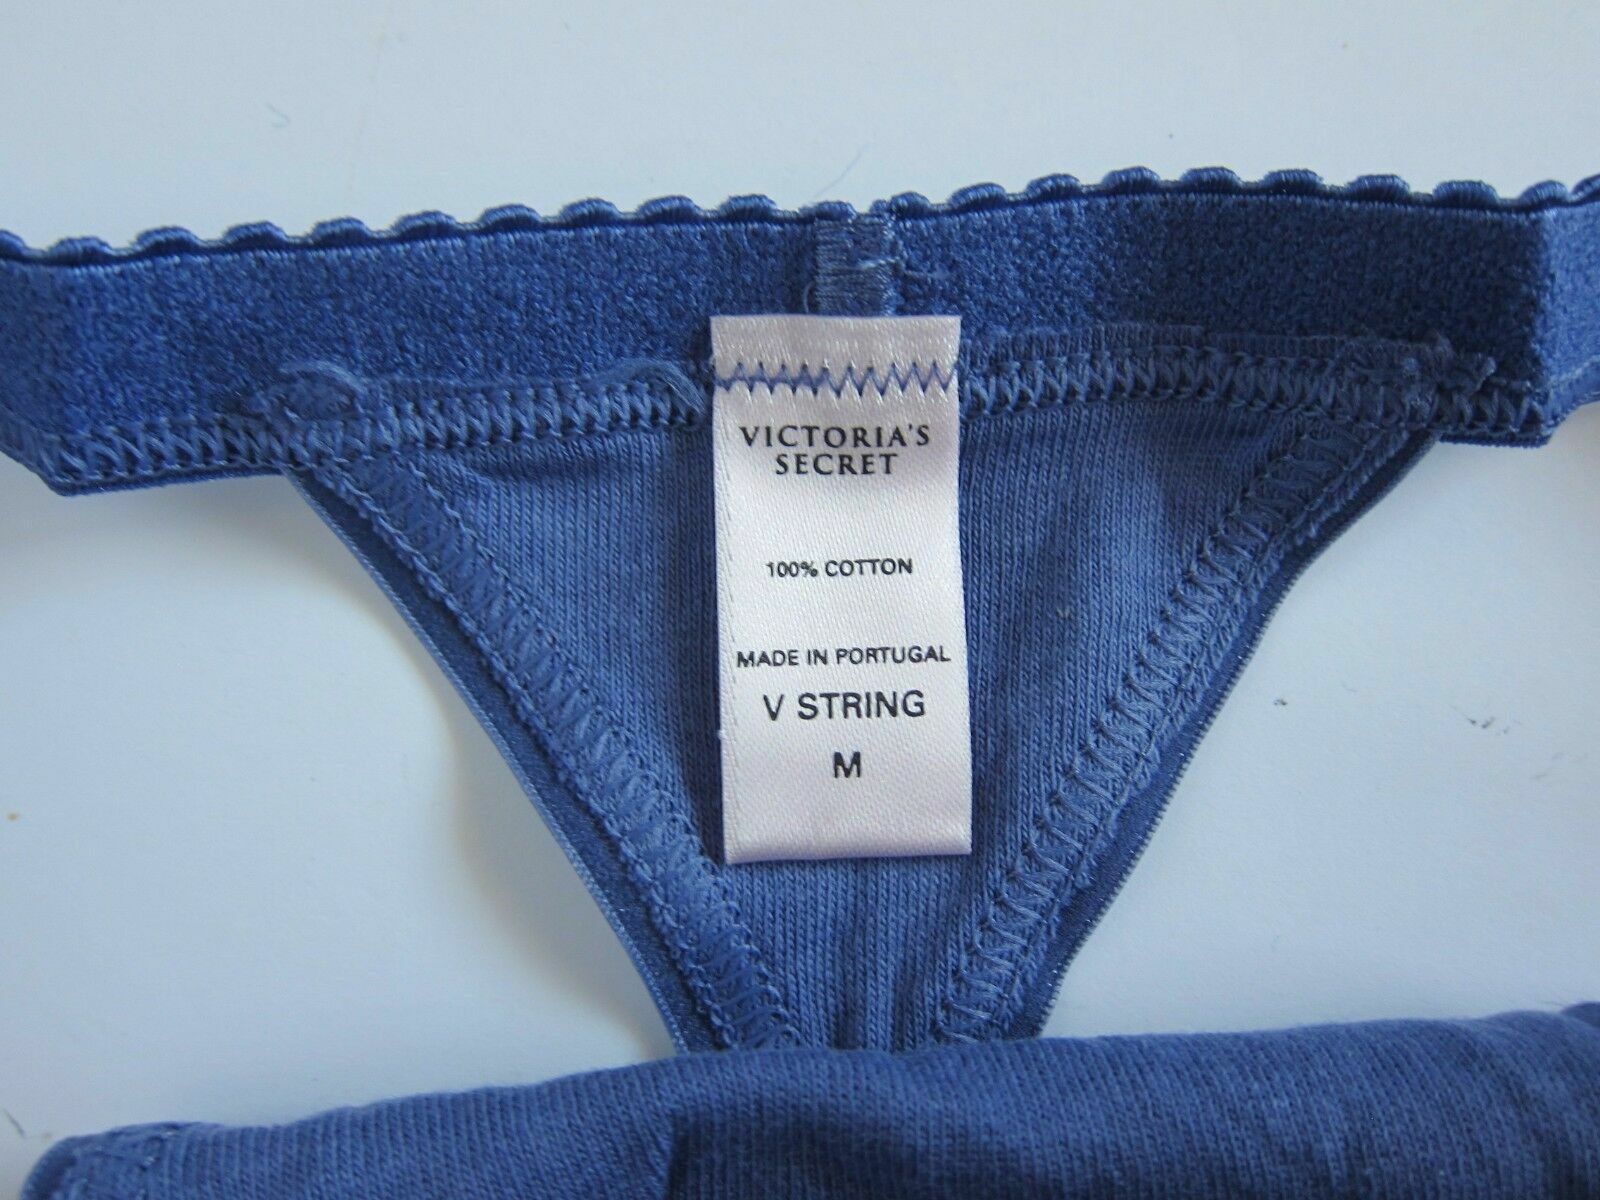 VICTORIA'S
SECRET
100% COTTON
MADE IN PORTUGAL
V STRING
M